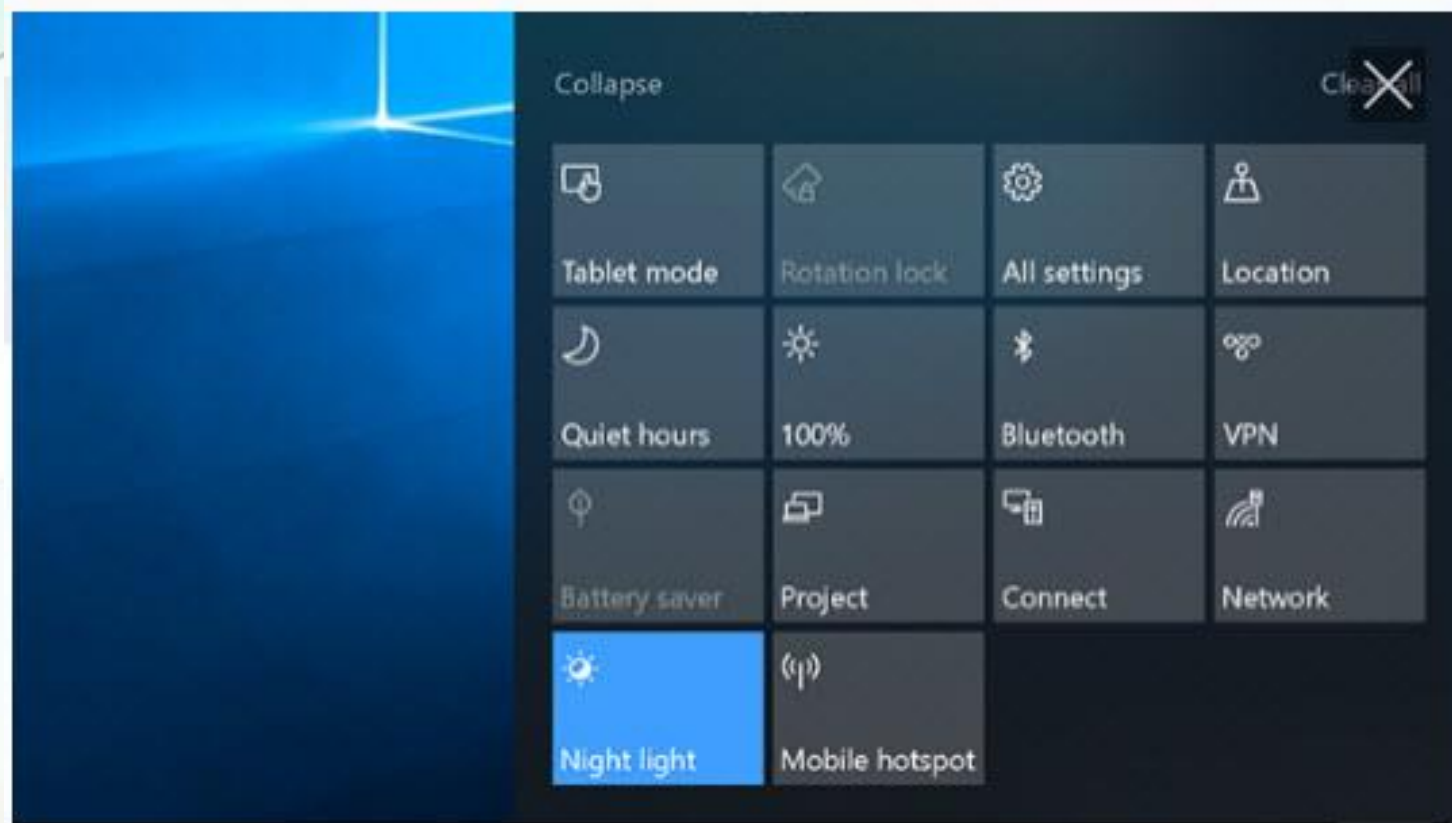 Collapse
Tablet mode Rotation lock All settings Location
Quiet hours 100% Bluetooth VPN
Battery saver Project Connect Network
Night light Mobile hotspot